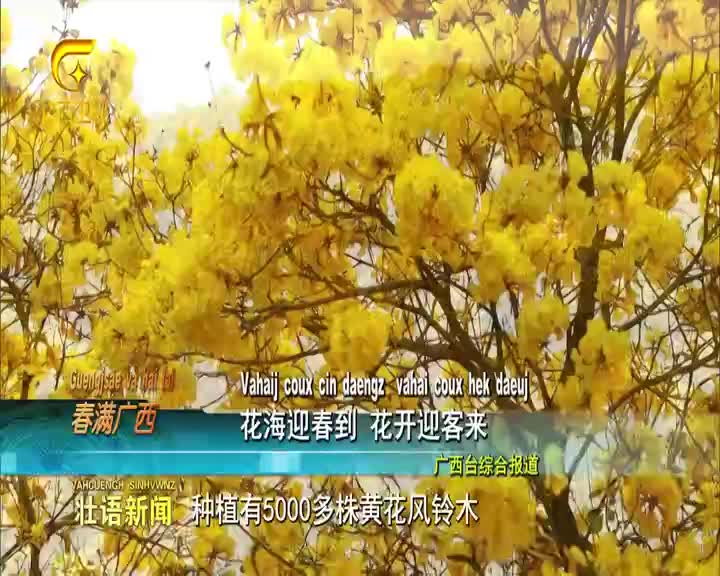 Vahaij coux cin daengz vahai coux hek daeuj
春满广西
花海迎春到 花开迎客来
广西台综合报道
VAHCUENGH SINHVWNZ
壮语新闻
种植有5000多株黄花风铃木